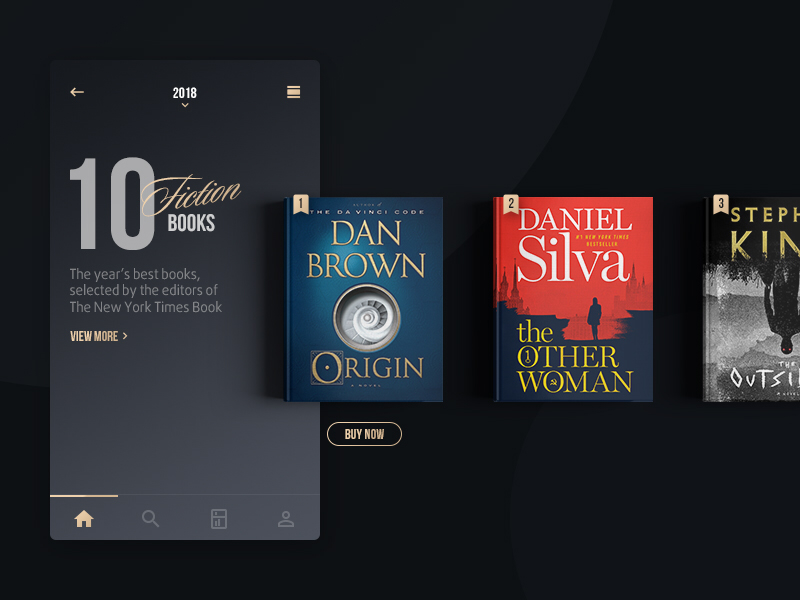 2018
10
Fiction
BOOKS
The year's best books,
selected by the editors of
The New York Times Book
VIEW MORE
1
AUTHOR OF
THE DA VINCI CODE
DAN
BROWN
ORIGIN
A NOVEL
BUY NOW
2
DANIEL
#1 NEW YORK TIMES
BESTSELLER
Silva
the
OTHER
WOMAN
3
STEPH
KIN
THE
OUTSI